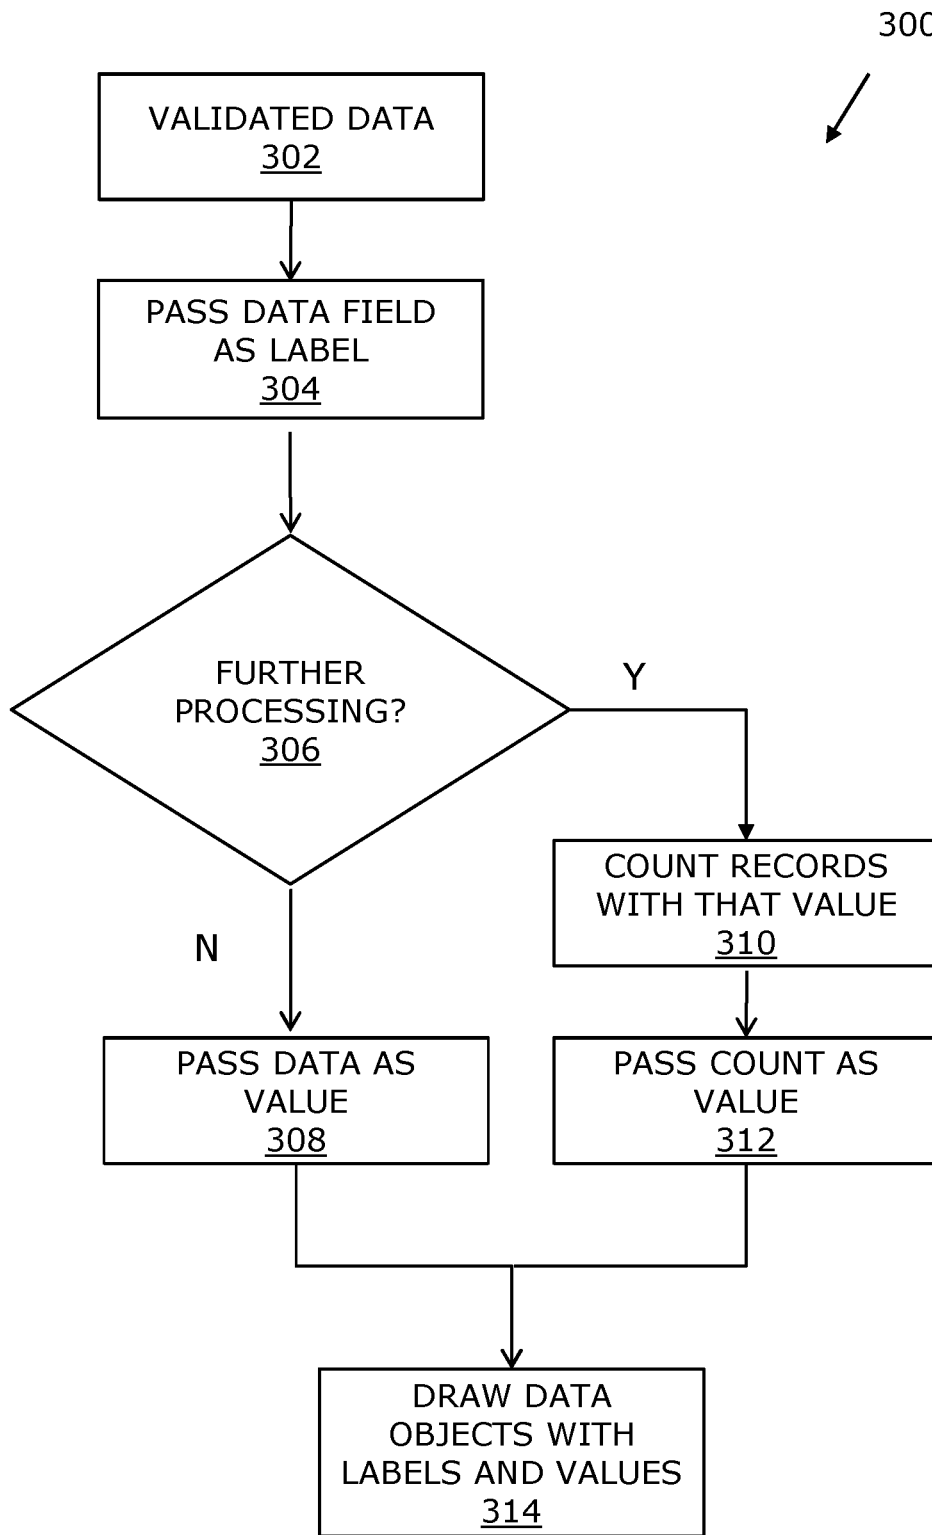 300
VALIDATED DATA
302
PASS DATA FIELD
AS LABEL
304
FURTHER
PROCESSING?
306
Y
N
COUNT RECORDS
WITH THAT VALUE
310
PASS DATA AS
VALUE
308
PASS COUNT AS
VALUE
312
DRAW DATA
OBJECTS WITH
LABELS AND VALUES
314